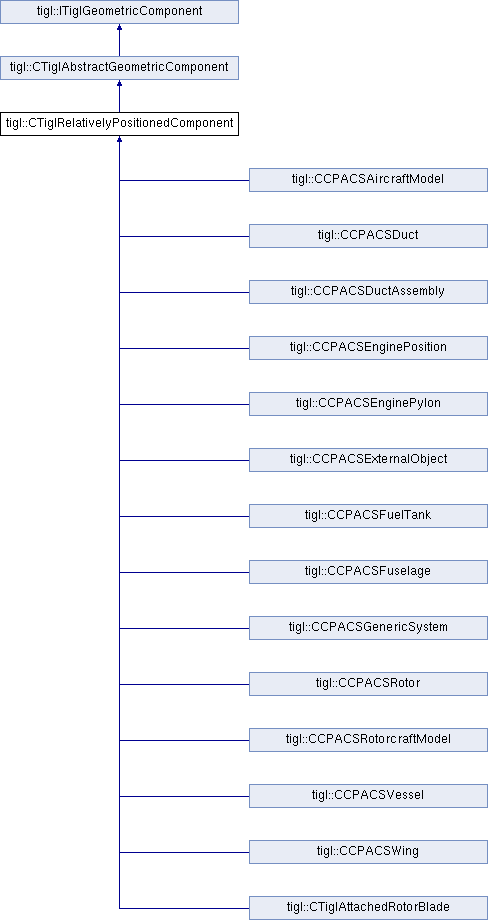 tigl::ITiglGeometricComponent
tigl::CTiglAbstractGeometricComponent
tigl::CTiglRelativelyPositionedComponent
tigl::CCPACSAircraftModel
tigl::CCPACSDuct
tigl::CCPACSDuctAssembly
tigl::CCPACSEnginePosition
tigl::CCPACSEnginePylon
tigl::CCPACSExternalObject
tigl::CCPACSFuelTank
tigl::CCPACSFuselage
tigl::CCPACSGenericSystem
tigl::CCPACSRotor
tigl::CCPACSRotorcraftModel
tigl::CCPACSVessel
tigl::CCPACSWing
tigl::CTiglAttachedRotorBlade